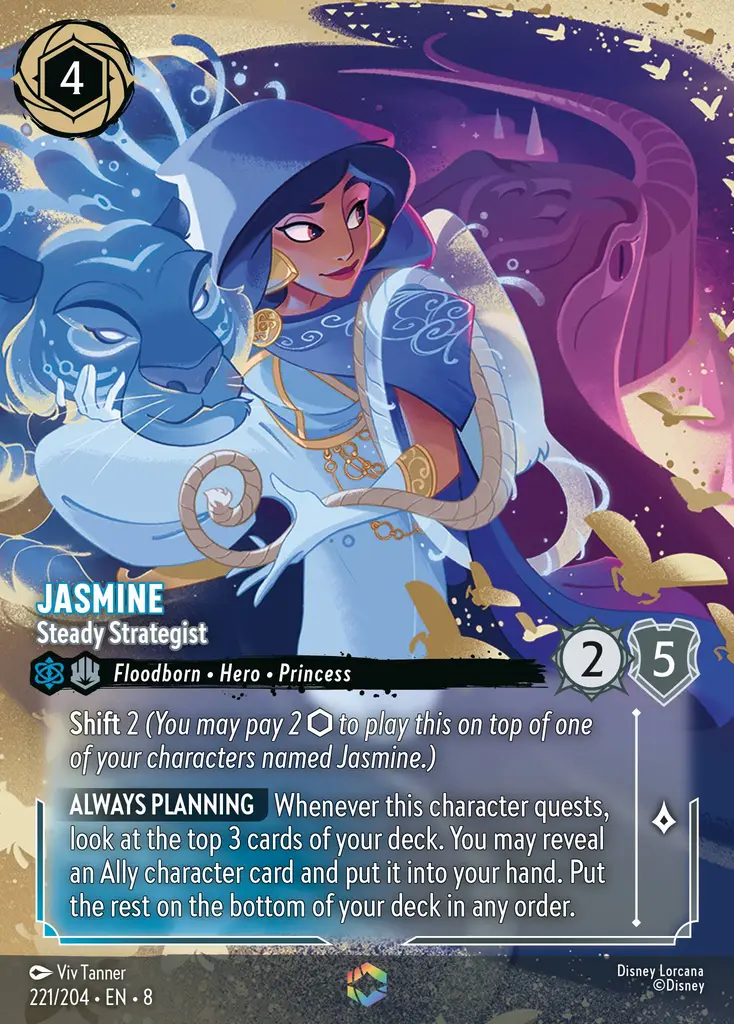 4
JASMINE
Steady Strategist
Floodborn • Hero • Princess
2
5
Shift 2 (You may pay 2 ⬡ to play this on top of one
of your characters named Jasmine.)
ALWAYS PLANNING Whenever this character quests,
look at the top 3 cards of your deck. You may reveal
an Ally character card and put it into your hand. Put
the rest on the bottom of your deck in any order.
Viv Tanner
221/204 • EN • 8
Disney Lorcana
©Disney